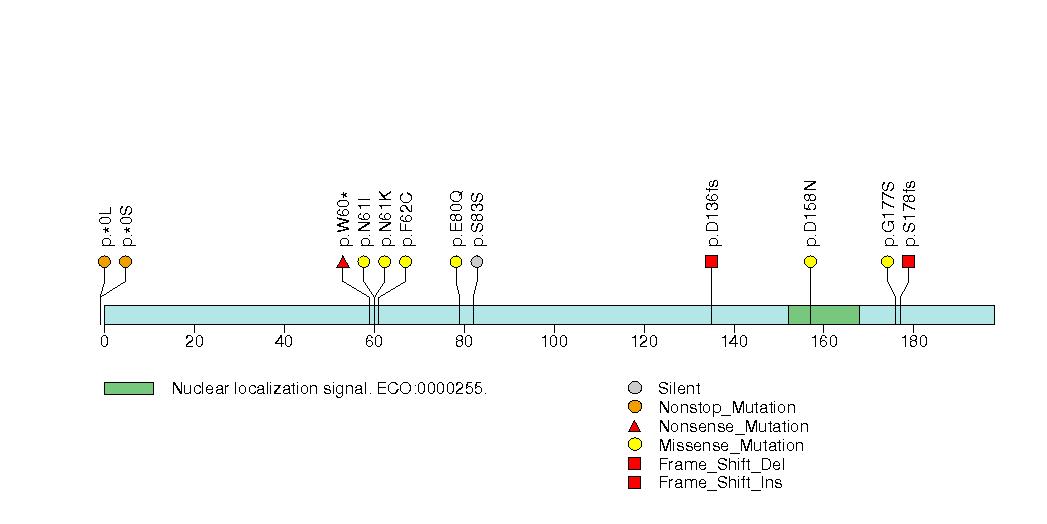 p.*0L
p.*0S
p.W60*
p.N61I
p.N61K
p.F62C
p.E80Q
p.S83S
p.D136fs
p.D158N
p.G177S
p.S178fs
0 20 40 60 80 100 120 140 160 180
Nuclear localization signal. ECO:0000255.
Silent
Nonstop_Mutation
Nonsense_Mutation
Missense_Mutation
Frame_Shift_Del
Frame_Shift_Ins